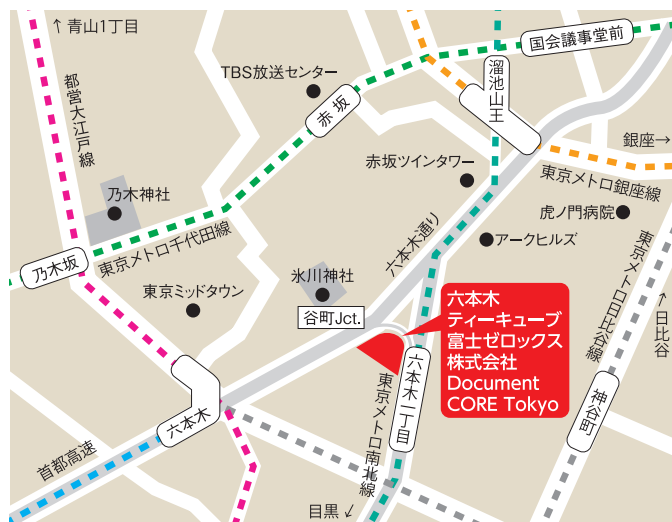 ↑青山1丁目
都営大江戸線
TBS放送センター
赤坂
国会議事堂前
溜池山王
銀座→
東京メトロ銀座線
赤坂ツインタワー
乃木神社
虎ノ門病院
六本木通り
アークヒルズ
東京メトロ千代田線
乃木坂
東京ミッドタウン
氷川神社
谷町Jct.
東京メトロ日比谷線
↑日比谷
六本木
ティーキューブ
富士ゼロックス
株式会社
Document
CORE Tokyo
六本木一丁目
東京メトロ南北線
神谷町
六本木
首都高速
目黒↓